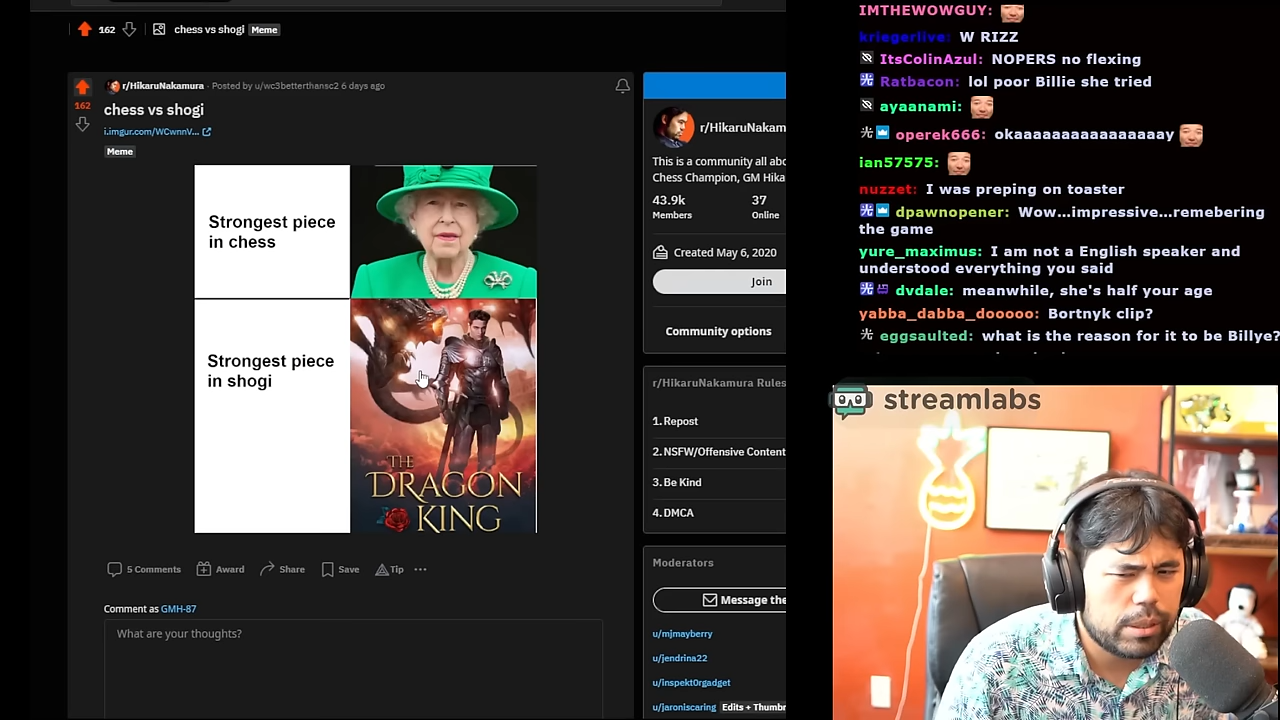 162
chess vs shogi
Meme
r/HikaruNakamura · Posted by u/wc3betterthansc2 6 days ago
162
chess vs shogi
i.imgur.com/WCwnnV...
Meme
Strongest piece
in chess
Strongest piece
in shogi
THE
DRAGON
KING
5 Comments
Award
Share
Save
Tip
Comment as GMH-87
What are your thoughts?
r/HikaruNakam
This is a community all abo
Chess Champion, GM Hika
43.9k
37
Members
Online
Created May 6, 2020
Join
Community options
r/HikaruNakamura Rules
1. Repost
2. NSFW/Offensive Content
3. Be Kind
4. DMCA
Moderators
Message the
u/mjmayberry
u/jendrina22
u/inspekt0rgadget
u/jaroniscaring Edits + Thumbn
IMTHEWOWGUY:
kriegerlive: W RIZZ
ItsColinAzul: NOPERS no flexing
Ratbacon: lol poor Billie she tried
ayaanami:
operek666: okaaaaaaaaaaaaaaay
ian57575:
nuzzet: I was preping on toaster
dpawnopener: Wow...impressive...remebering
the game
yure_maximus: I am not a English speaker and
understood everything you said
dvdale: meanwhile, she's half your age
yabba_dabba_dooooo: Bortnyk clip?
eggsaulted: what is the reason for it to be Billye?
streamlabs